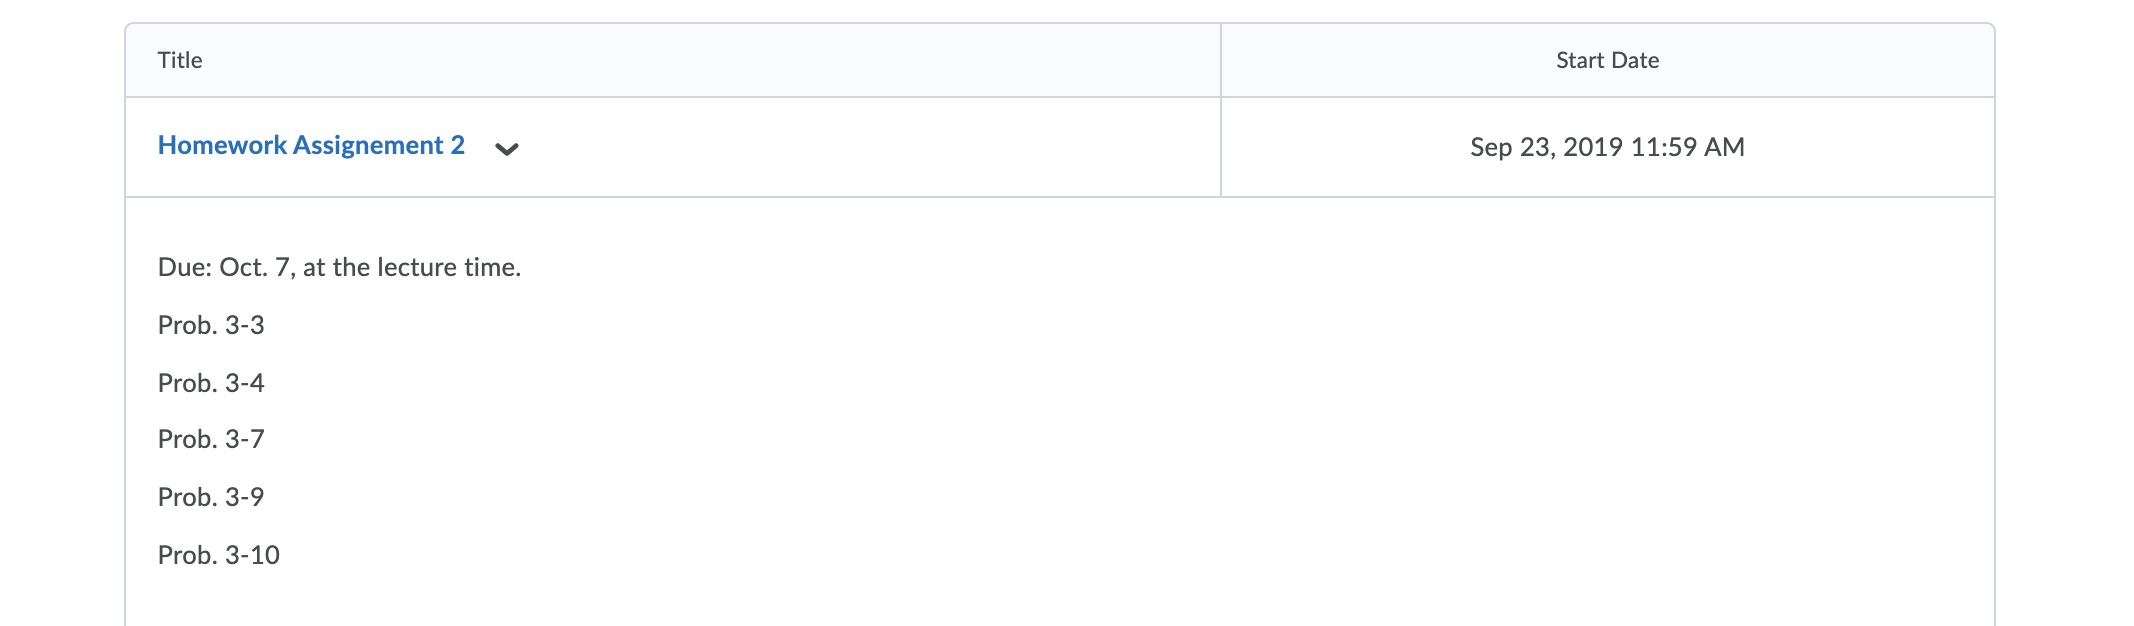 Title
Start Date
Homework Assignement 2
Sep 23, 2019 11:59 AM
Due: Oct. 7, at the lecture time.
Prob. 3-3
Prob. 3-4
Prob. 3-7
Prob. 3-9
Prob. 3-10